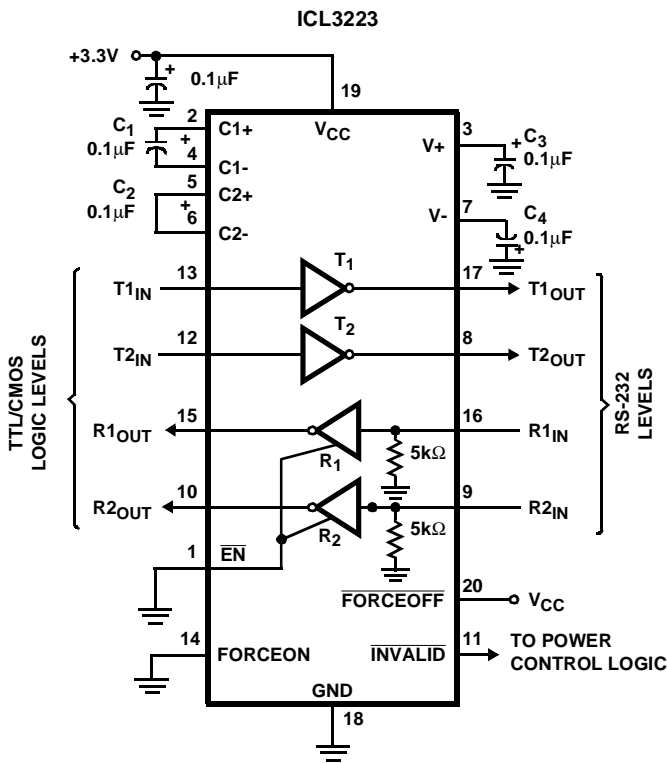 ICL3223
+3.3V
+
0.1μF
19
2
C1+
VCC
3
C1
0.1μF
+
4
C1-
V+
+
C3
0.1μF
C2
0.1μF
5
C2+
+
6
C2-
7
V-
C4
0.1μF
+
T1
T1IN
13
17
T1OUT
T2
T2IN
12
8
T2OUT
TTL/CMOS
LOGIC LEVELS
RS-232
LEVELS
R1OUT
15
16
R1IN
R1
5kΩ
R2OUT
10
9
R2IN
R2
5kΩ
1
EN
FORCEOFF
20
VCC
14
FORCEON
INVALID
11
TO POWER
CONTROL LOGIC
GND
18